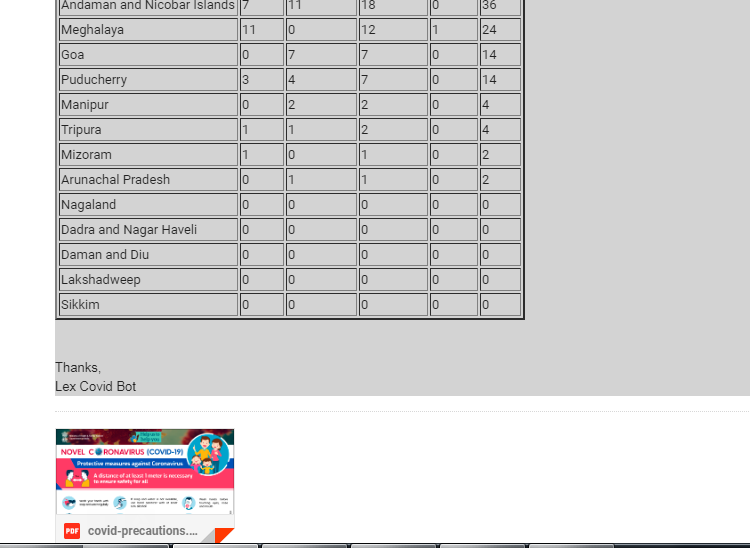 Andaman and Nicobar Islands 7 11 18 0 36
Meghalaya 11 0 12 1 24
Goa 0 7 7 0 14
Puducherry 3 4 7 0 14
Manipur 0 2 2 0 4
Tripura 1 1 2 0 4
Mizoram 1 0 1 0 2
Arunachal Pradesh 0 1 1 0 2
Nagaland 0 0 0 0 0
Dadra and Nagar Haveli 0 0 0 0 0
Daman and Diu 0 0 0 0 0
Lakshadweep 0 0 0 0 0
Sikkim 0 0 0 0 0
Thanks,
Lex Covid Bot
NOVEL CORONAVIRUS (COVID-19)
Protective measures against Coronavirus
A distance of at least 1 meter is necessary
to ensure safety for all.
PDF covid-precautions....